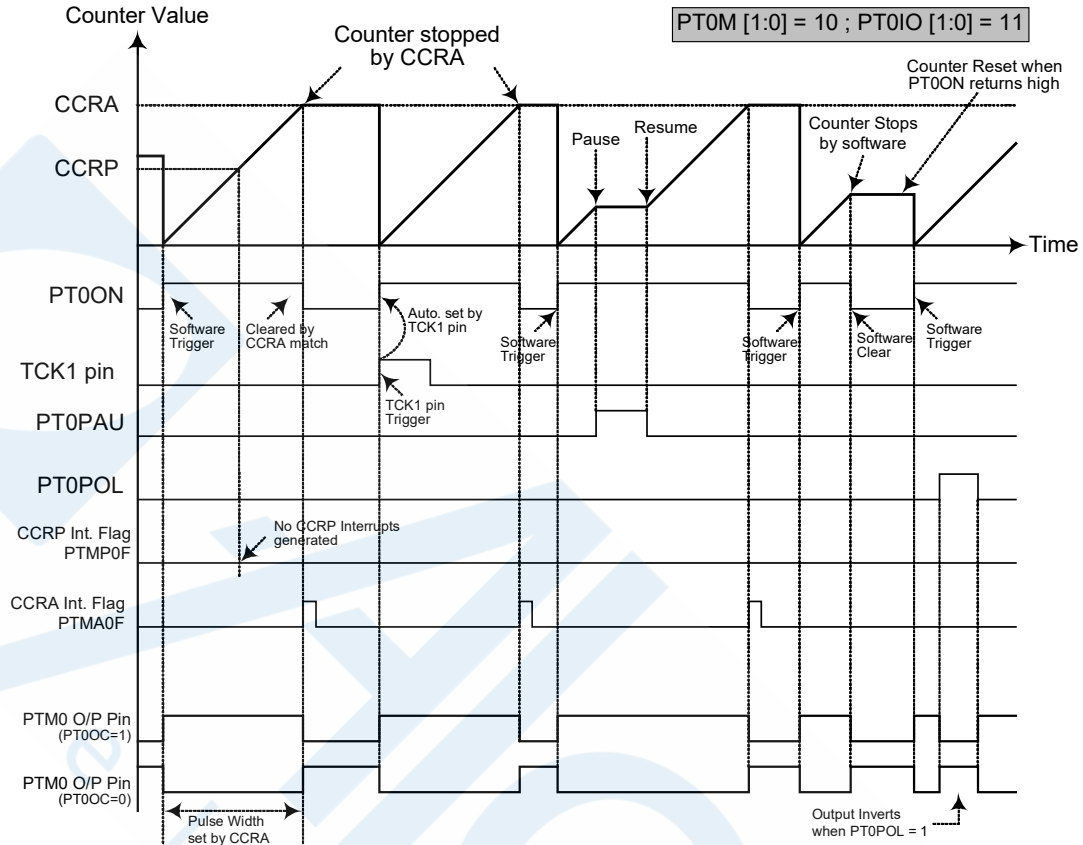 Counter Value
PT0M [1:0] = 10 ; PT0IO [1:0] = 11
Counter stopped
by CCRA
Counter Reset when
PT0ON returns high
CCRA
CCRP
Pause
Resume
Counter Stops
by software
Time
PT0ON
Software
Trigger
Cleared by
CCRA match
Auto. set by
TCK1 pin
Software
Trigger
Software
Trigger
Software
Clear
Software
Trigger
TCK1 pin
TCK1 pin
Trigger
PT0PAU
PT0POL
CCRP Int. Flag
PTMP0F
No CCRP Interrupts
generated
CCRA Int. Flag
PTMA0F
PTM0 O/P Pin
(PT0OC=1)
PTM0 O/P Pin
(PT0OC=0)
Pulse Width
set by CCRA
Output Inverts
when PT0POL = 1